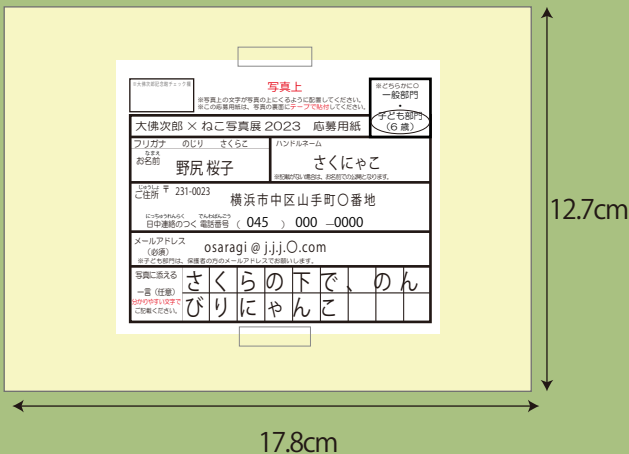 ※大佛次郎記念館チェック欄
写真上
※写真上の文字が写真の上にくるように配置してください。
※この応募用紙は、写真の裏面にテープで貼付してください。
※どちらかに○
一般部門
・
子ども部門
(6 歳)
大佛次郎 × ねこ写真展 2023 応募用紙
フリガナ のじり さくらこ
なまえ
お名前 野尻 桜子
ハンドルネーム
さくにゃこ
※記載がない場合は、お名前での公開となります。
じゅうしょ
ご住所 〒 231-0023
横浜市中区山手町〇番地
にっちゅうれんらく でんわばんごう
日中連絡のつく 電話番号 ( 045 ) 000 ―0000
メールアドレス
(必須)
osaragi @ j.j.j.〇.com
※子ども部門は、保護者の方のメールアドレスでお願いします。
写真に添える
一言(任意)
分かりやすい文字で
ご記載ください。
さくらの下で、のん
びりにゃんこ
12.7cm
17.8cm